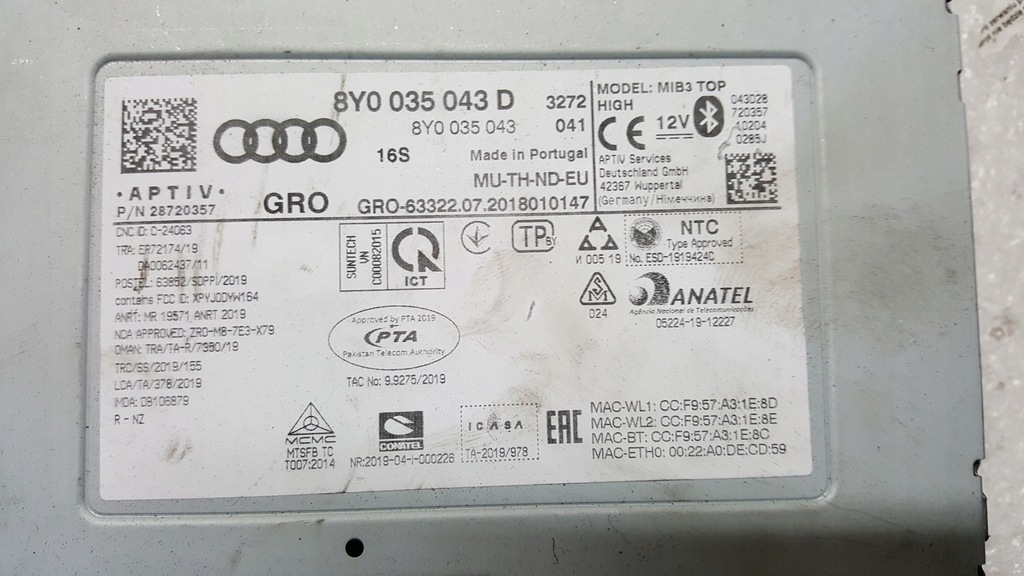 8Y0 035 043 D 3272
8Y0 035 043 041
16S Made in Portugal
MU-TH-ND-EU
• APTIV •
P/N 28720357
GRO GRO-63322.07.2018010147
MODEL: MIB3 TOP
HIGH
CE 12V
043028
720357
10204
0285J
APTIV Services
Deutschland GmbH
42367 Wuppertal
(Germany/Німеччина)
CNC ID: C-24063
TRA: ER72174/19
DA0062437/11
POSTEL: 63852/SDPPI/2019
contains FCC ID: XPYJODYW164
ANRT: MR 19571 ANRT 2019
NCA APPROVED: ZRO-M8-7E3-X79
OMAN: TRA/TA-R/7350/19
TRC/SS/2019/155
LCA/TA/378/2019
IMDA: DB106879
R - NZ
SUNTECH
UN
C00082015
ICT
TP BY
И 005 19
NTC
Type Approved
No. ESD-1919424C
024
ANATEL
Agência Nacional de Telecomunicações
05224-19-12227
Approved by PTA 2019
PTA
Pakistan Telecom Authority
TAC No: 9.9275/2019
MCMC
MTSFB TC
T007:2014
CONATEL
NR:2019-04-I-000226
ICASA
TA-2019/978
EAC
MAC-WL1: CC:F9:57:A3:1E:8D
MAC-WL2: CC:F9:57:A3:1E:8E
MAC-BT: CC:F9:57:A3:1E:8C
MAC-ETH0: 00:22:A0:DE:CD:59